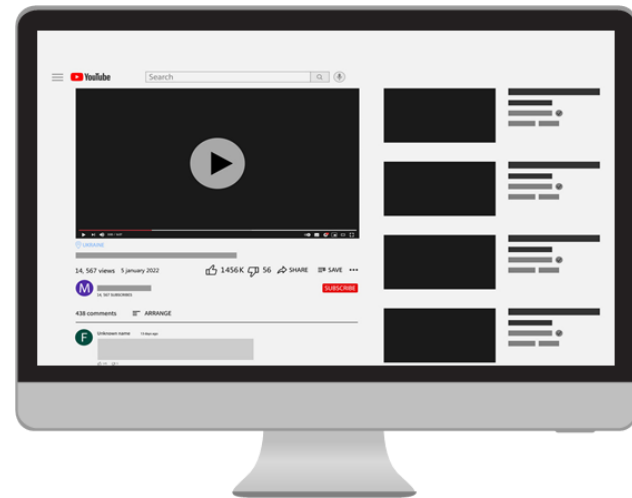 YouTube
Search
UKRAINE
14, 567 views 5 january 2022 1456K 56 SHARE SAVE
M
SUBSCRIBE
438 comments ARRANGE
F Unknown name